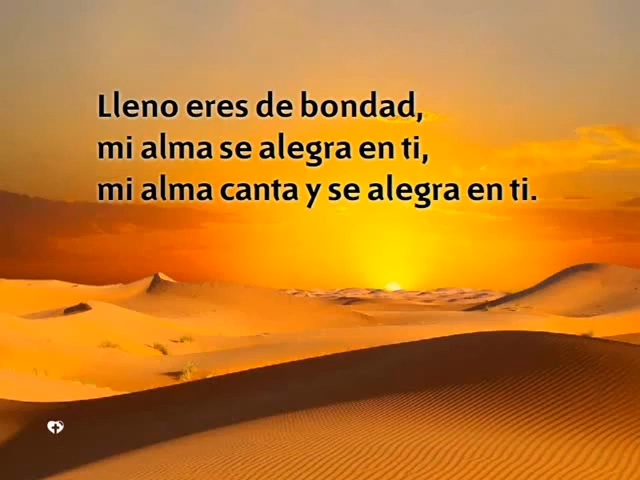 Lleno eres de bondad,
mi alma se alegra en ti,
mi alma canta y se alegra en ti.